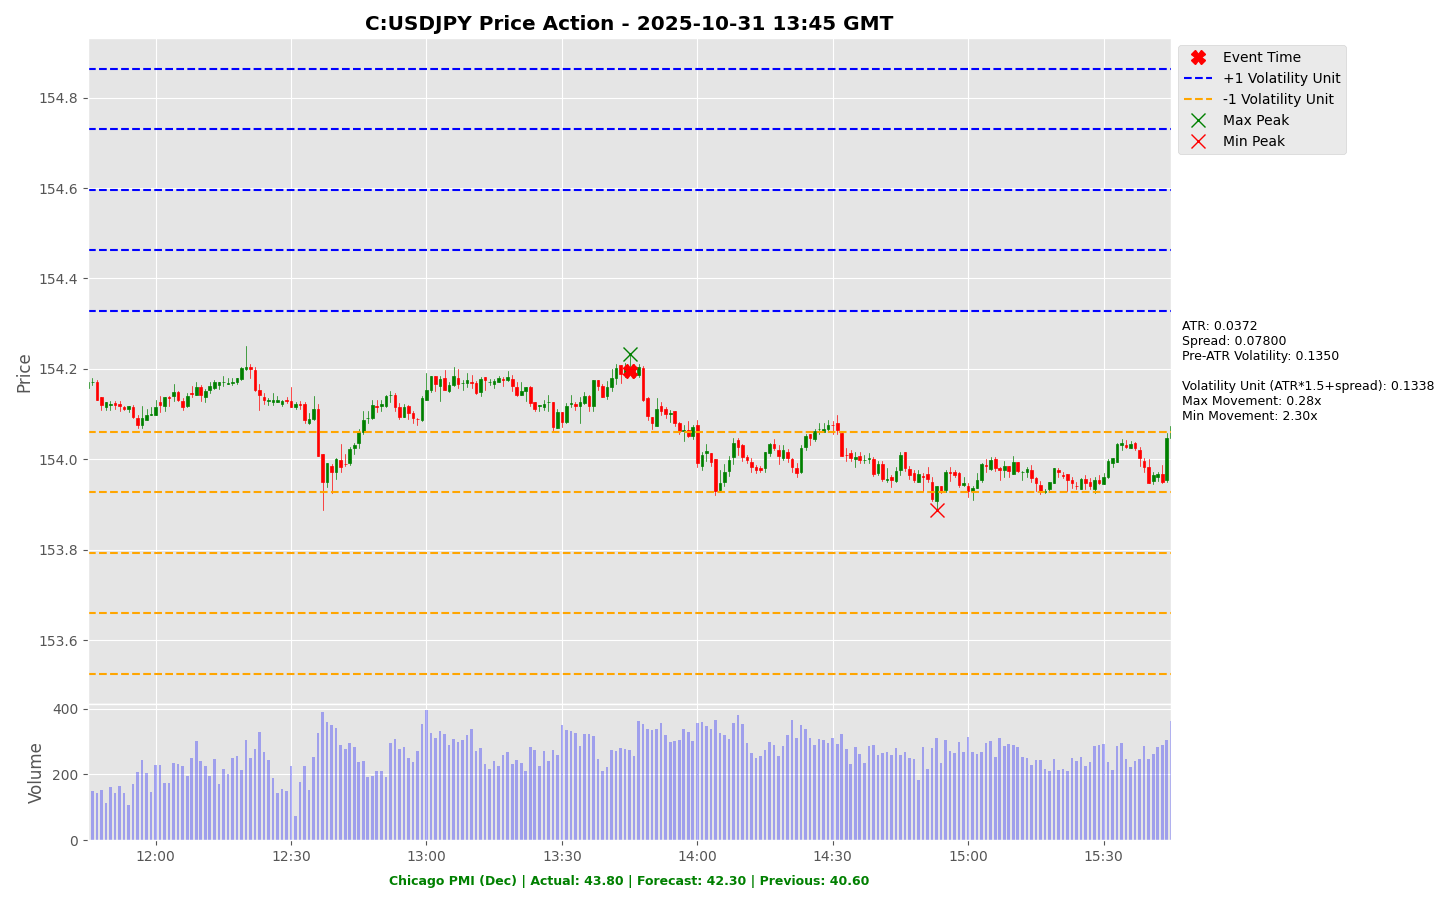 C:USDJPY Price Action - 2025-10-31 13:45 GMT
Event Time
+1 Volatility Unit
-1 Volatility Unit
Max Peak
Min Peak
154.8
154.6
154.4
154.2
154.0
153.8
153.6
Price
ATR: 0.0372
Spread: 0.07800
Pre-ATR Volatility: 0.1350
Volatility Unit (ATR*1.5+spread): 0.1338
Max Movement: 0.28x
Min Movement: 2.30x
400
200
0
Volume
12:00 12:30 13:00 13:30 14:00 14:30 15:00 15:30
Chicago PMI (Dec) | Actual: 43.80 | Forecast: 42.30 | Previous: 40.60